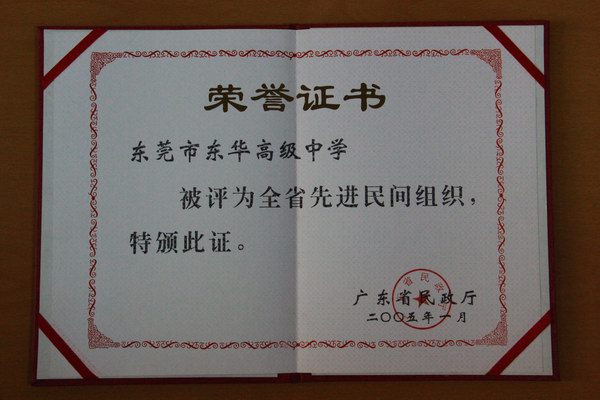 荣誉证书
东莞市东华高级中学
被评为全省先进民间组织，
特颁此证。
广东省民政厅
二〇〇五年一月